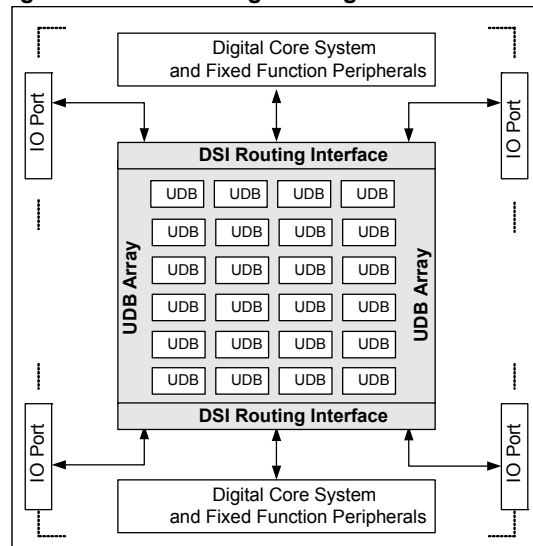 Digital Core System
and Fixed Function Peripherals
IO Port
IO Port
DSI Routing Interface
UDB UDB UDB UDB
UDB UDB UDB UDB
UDB Array
UDB Array
UDB UDB UDB UDB
UDB UDB UDB UDB
UDB UDB UDB UDB
UDB UDB UDB UDB
DSI Routing Interface
IO Port
IO Port
Digital Core System
and Fixed Function Peripherals